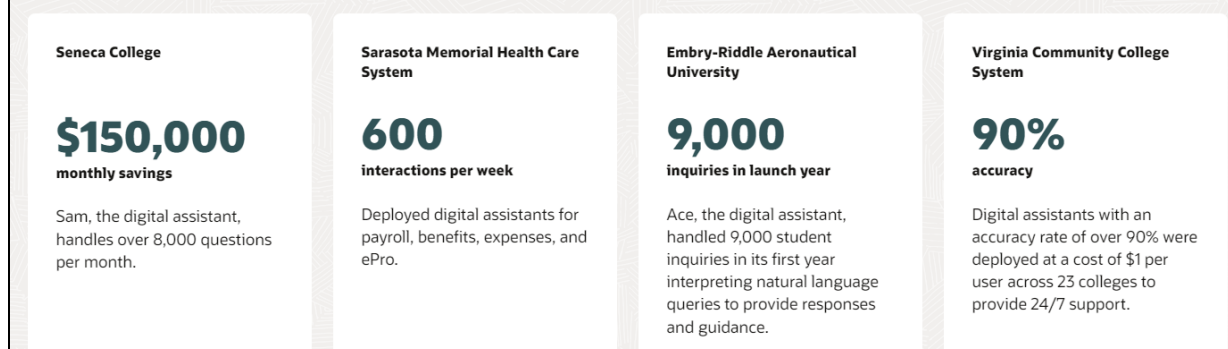 Seneca College
$150,000
monthly savings
Sam, the digital assistant,
handles over 8,000 questions
per month.
Sarasota Memorial Health Care
System
600
interactions per week
Deployed digital assistants for
payroll, benefits, expenses, and
ePro.
Embry-Riddle Aeronautical
University
9,000
inquiries in launch year
Ace, the digital assistant,
handled 9,000 student
inquiries in its first year
interpreting natural language
queries to provide responses
and guidance.
Virginia Community College
System
90%
accuracy
Digital assistants with an
accuracy rate of over 90% were
deployed at a cost of $1 per
user across 23 colleges to
provide 24/7 support.